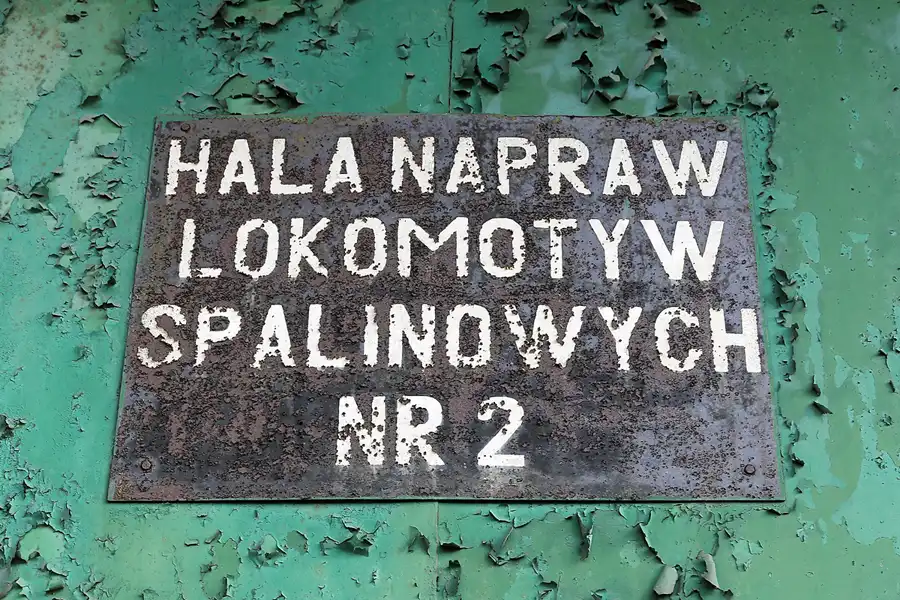 HALA NAPRAW
LOKOMOTYW
SPALINOWYCH
NR 2